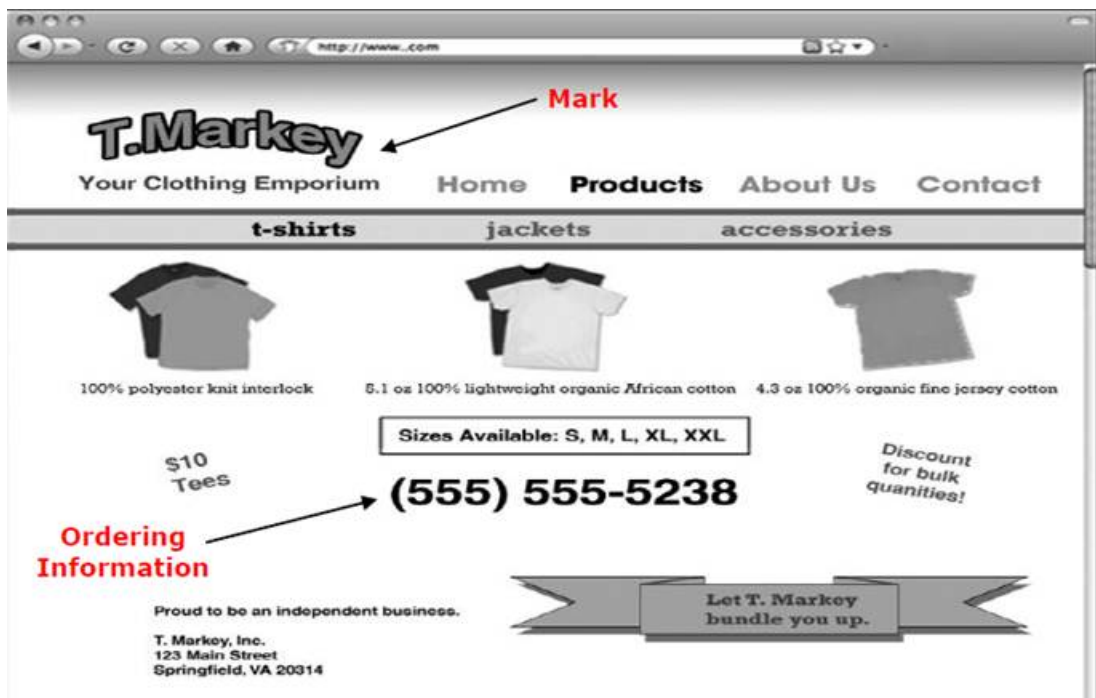 http://www..com
Mark
T.Markey
Your Clothing Emporium
Home Products About Us Contact
t-shirts jackets accessories
100% polyester knit interlock
5.1 oz 100% lightweight organic African cotton
4.3 oz 100% organic fine jersey cotton
Sizes Available: S, M, L, XL, XXL
$10
Tees
(555) 555-5238
Discount
for bulk
quanities!
Ordering
Information
Proud to be an independent business.
T. Markey, Inc.
123 Main Street
Springfield, VA 20314
Let T. Markey
bundle you up.